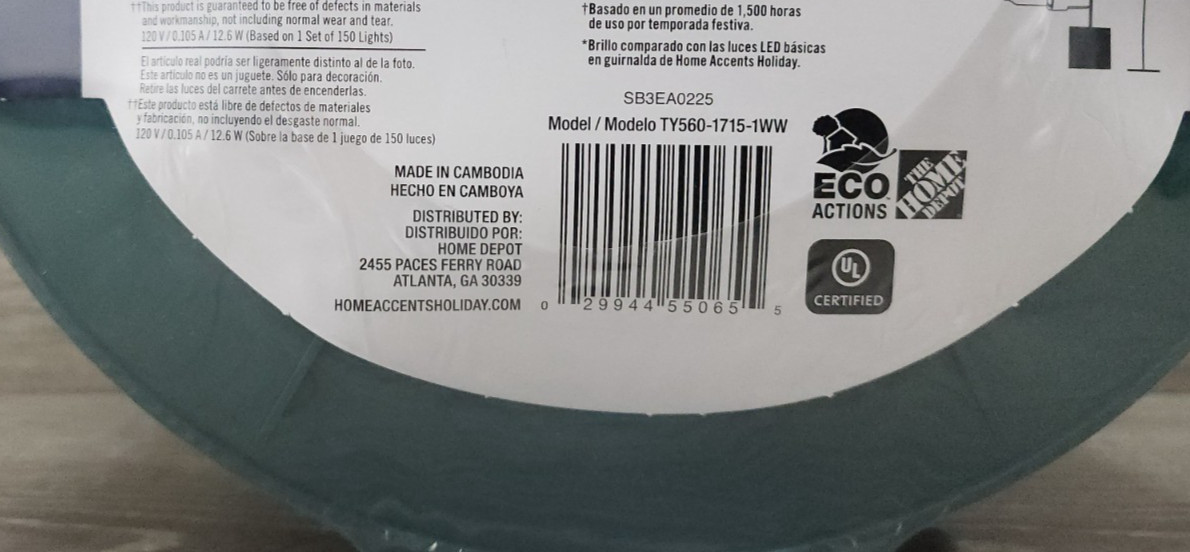 ††This product is guaranteed to be free of defects in materials
and workmanship, not including normal wear and tear.
120 V / 0.105 A / 12.6 W (Based on 1 Set of 150 Lights)
El artículo real podría ser ligeramente distinto al de la foto.
Este artículo no es un juguete. Sólo para decoración.
Retire las luces del carrete antes de encenderlas.
††Este producto está libre de defectos de materiales
y fabricación, no incluyendo el desgaste normal.
120 V / 0.105 A / 12.6 W (Sobre la base de 1 juego de 150 luces)
MADE IN CAMBODIA
HECHO EN CAMBOYA
DISTRIBUTED BY:
DISTRIBUIDO POR:
HOME DEPOT
2455 PACES FERRY ROAD
ATLANTA, GA 30339
HOMEACCENTSHOLIDAY.COM
†Basado en un promedio de 1,500 horas
de uso por temporada festiva.
*Brillo comparado con las luces LED básicas
en guirnalda de Home Accents Holiday.
SB3EA0225
Model / Modelo TY560-1715-1WW
0 29944 55065 5
ECO
ACTIONS
THE
HOME
DEPOT
UL
CERTIFIED